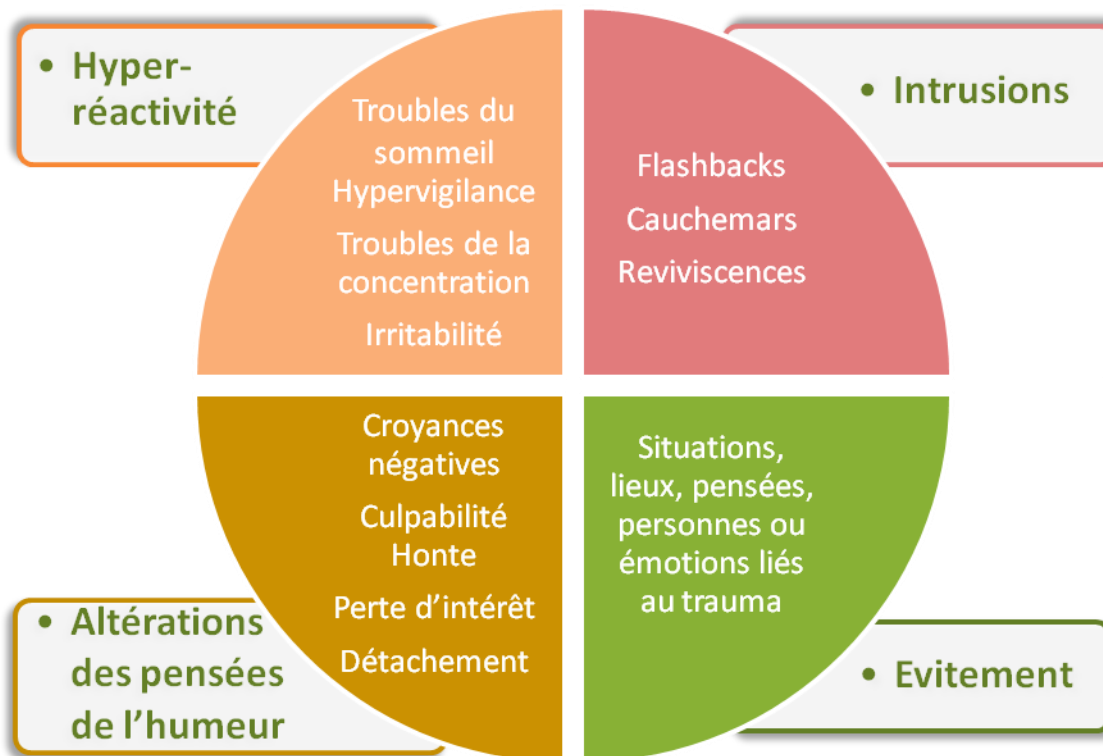 • Hyper-
réactivité
Troubles du
sommeil
Hypervigilance
Troubles de la
concentration
Irritabilité
• Intrusions
Flashbacks
Cauchemars
Reviviscences
• Altérations
des pensées
de l’humeur
Croyances
négatives
Culpabilité
Honte
Perte d’intérêt
Détachement
Situations,
lieux, pensées,
personnes ou
émotions liés
au trauma
• Evitement